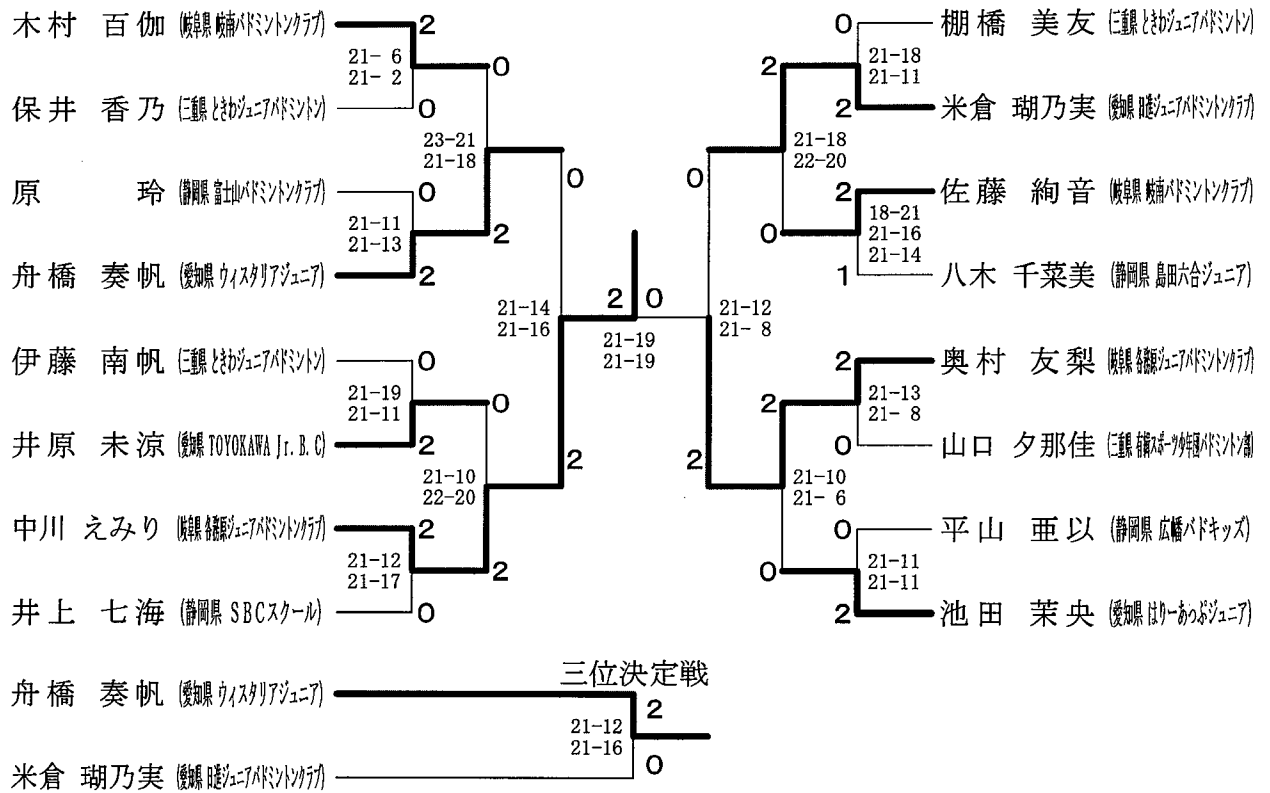 木村 百伽 (岐阜県 岐南バドミントンクラブ) 2
21- 6
21- 2
0
保井 香乃 (三重県 ときわジュニアバドミントン) 0
23-21
21-18
0
原 玲 (静岡県 富士山バドミントンクラブ) 0
21-11
21-13
2
舟橋 奏帆 (愛知県 ウィスタリアジュニア) 2
21-14
21-16
伊藤 南帆 (三重県 ときわジュニアバドミントン) 0
21-19
21-11
0
井原 未涼 (愛知県 TOYOKAWA Jr. B. C) 2
21-10
22-20
2
中川 えみり (岐阜県 各務原ジュニアバドミントンクラブ) 2
21-12
21-17
2
井上 七海 (静岡県 SBCスクール) 0
2 0
21-19
21-19
0 棚橋 美友 (三重県 ときわジュニアバドミントン)
21-18
21-11
2
2 米倉 瑚乃実 (愛知県 日進ジュニアバドミントンクラブ)
21-18
22-20
0
2 佐藤 絢音 (岐阜県 岐南バドミントンクラブ)
18-21
21-16
21-14
0
1 八木 千菜美 (静岡県 島田六合ジュニア)
21-12
21- 8
2 奥村 友梨 (岐阜県 各務原ジュニアバドミントンクラブ)
21-13
21- 8
2
0 山口 夕那佳 (三重県 有緝スポーツ少年団バドミントン部)
21-10
21- 6
2
0 平山 亜以 (静岡県 広幡バドキッズ)
21-11
21-11
0
2 池田 茉央 (愛知県 はりーあっぷジュニア)
三位決定戦
舟橋 奏帆 (愛知県 ウィスタリアジュニア) 2
21-12
21-16
米倉 瑚乃実 (愛知県 日進ジュニアバドミントンクラブ) 0